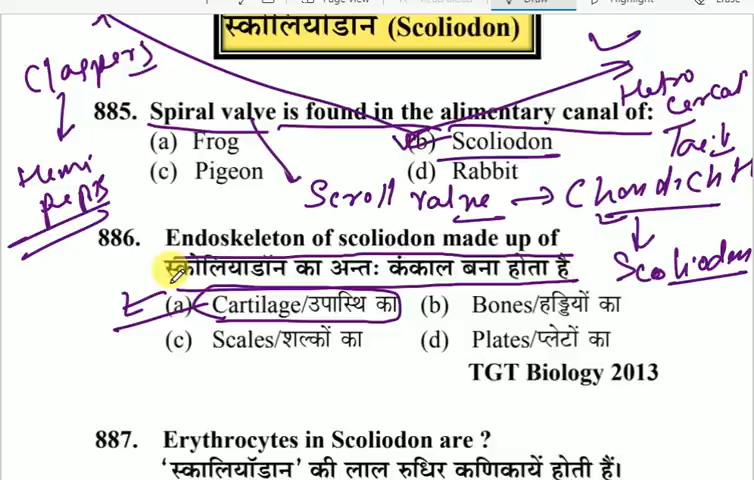 स्कोलियोडॉन (Scoliodon)
Claspers
Hemi
penis
Hetro
cercal
Tail
885. Spiral valve is found in the alimentary canal of:
(a) Frog (b) Scoliodon
(c) Pigeon (d) Rabbit
Scroll valve → Chondricht
Scoliodon
886. Endoskeleton of scoliodon made up of
स्कोलियाडॉन का अन्तः कंकाल बना होता है
(a) Cartilage/उपास्थि का (b) Bones/हड्डियों का
(c) Scales/शल्कों का (d) Plates/प्लेटों का
TGT Biology 2013
887. Erythrocytes in Scoliodon are ?
‘स्कालियॉडान’ की लाल रुधिर कणिकायें होती हैं।